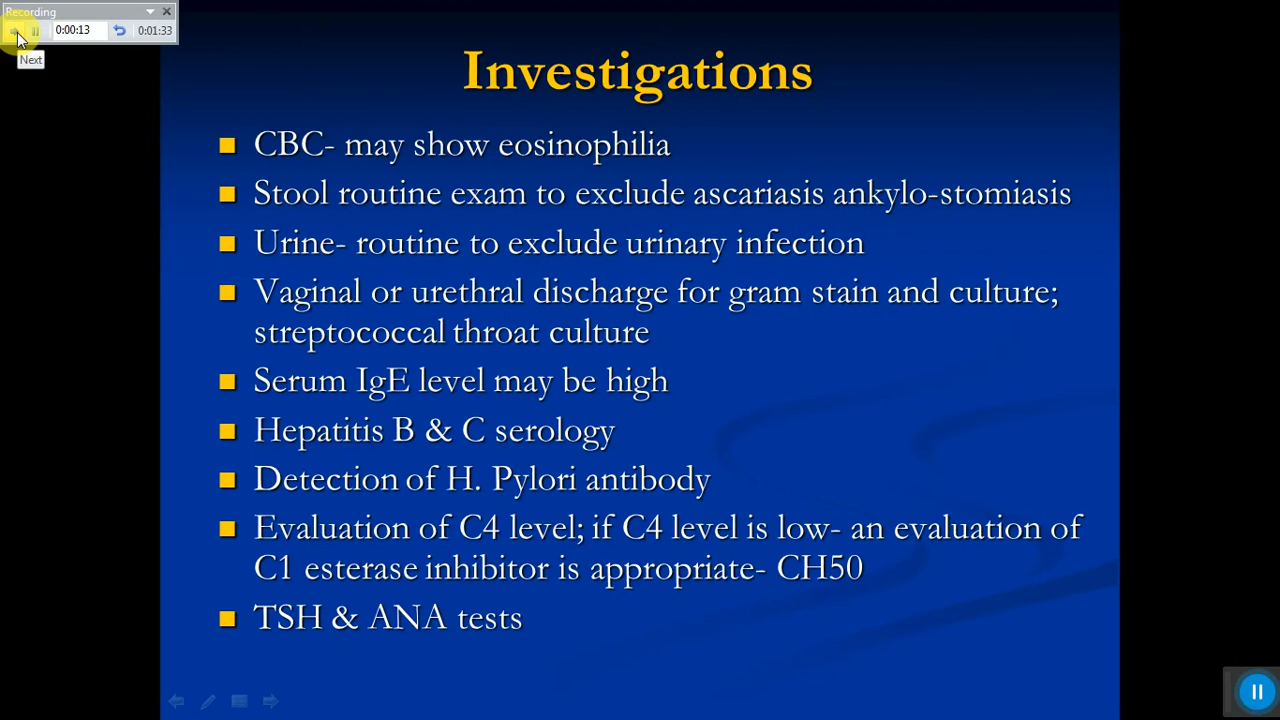 Recording
0:00:13
0:01:33
Next
Investigations
CBC- may show eosinophilia
Stool routine exam to exclude ascariasis ankylo-stomiasis
Urine- routine to exclude urinary infection
Vaginal or urethral discharge for gram stain and culture;
streptococcal throat culture
Serum IgE level may be high
Hepatitis B & C serology
Detection of H. Pylori antibody
Evaluation of C4 level; if C4 level is low- an evaluation of
C1 esterase inhibitor is appropriate- CH50
TSH & ANA tests